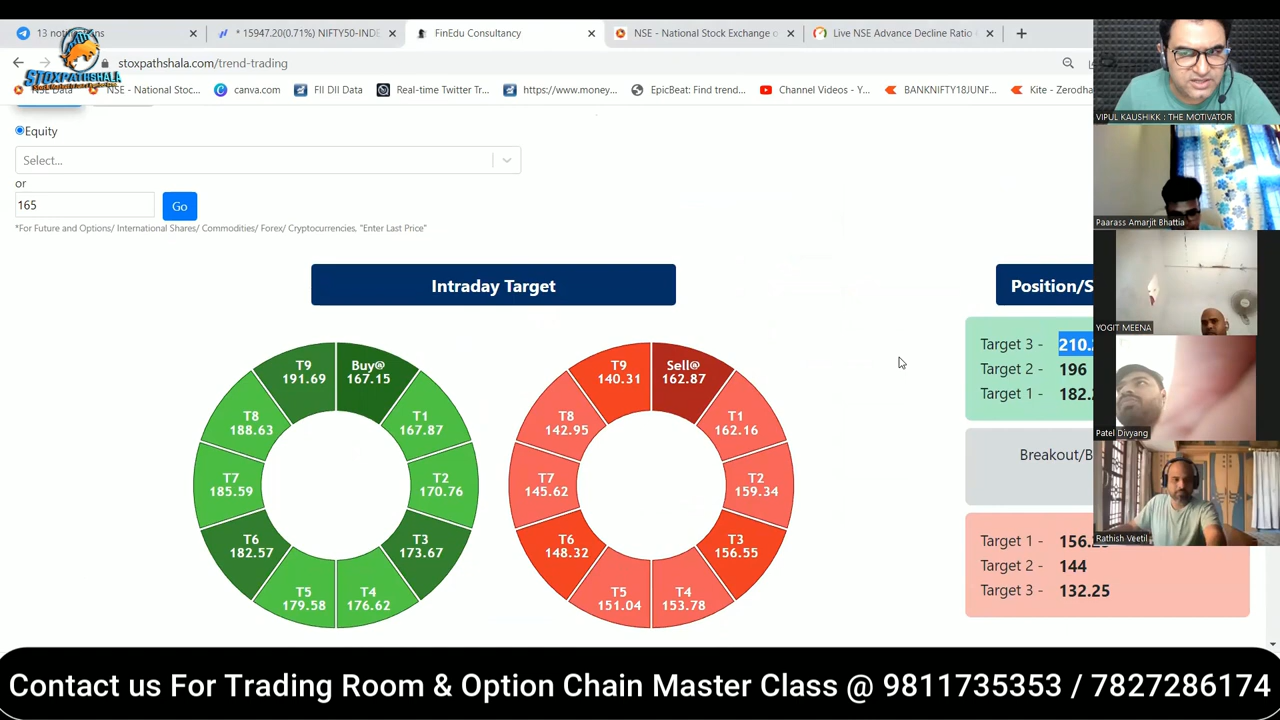 13 not
* 15947.20(0.71%) NIFTY50-INDE
FinEdu Consultancy
NSE - National Stock Exchange o
Live NSE Advance Decline Ratio
STOXPATHSHALA
stoxpathshala.com/trend-trading
NSE Data
NSE - National Stoc...
canva.com
FII DII Data
Real-time Twitter Tr...
https://www.money...
EpicBeat: Find trend...
Channel Videos - Y...
BANKNIFTY18JUNF...
Kite - Zerodha
VIPUL KAUSHIKK : THE MOTIVATOR
Equity
Select...
or
165
Go
*For Future and Options/ International Shares/ Commodities/ Forex/ Cryptocurrencies, "Enter Last Price"
Paarass Amarjit Bhattia
Intraday Target
Position/S
YOGIT MEENA
Buy@
167.15
T1
167.87
T2
170.76
T3
173.67
T4
176.62
T5
179.58
T6
182.57
T7
185.59
T8
188.63
T9
191.69
Sell@
162.87
T1
162.16
T2
159.34
T3
156.55
T4
153.78
T5
151.04
T6
148.32
T7
145.62
T8
142.95
T9
140.31
Target 3 - 210.
Target 2 - 196
Target 1 - 182.
Patel Divyang
Breakout/B
Rathish Veetil
Target 1 - 156.
Target 2 - 144
Target 3 - 132.25
Contact us For Trading Room & Option Chain Master Class @ 9811735353 / 7827286174